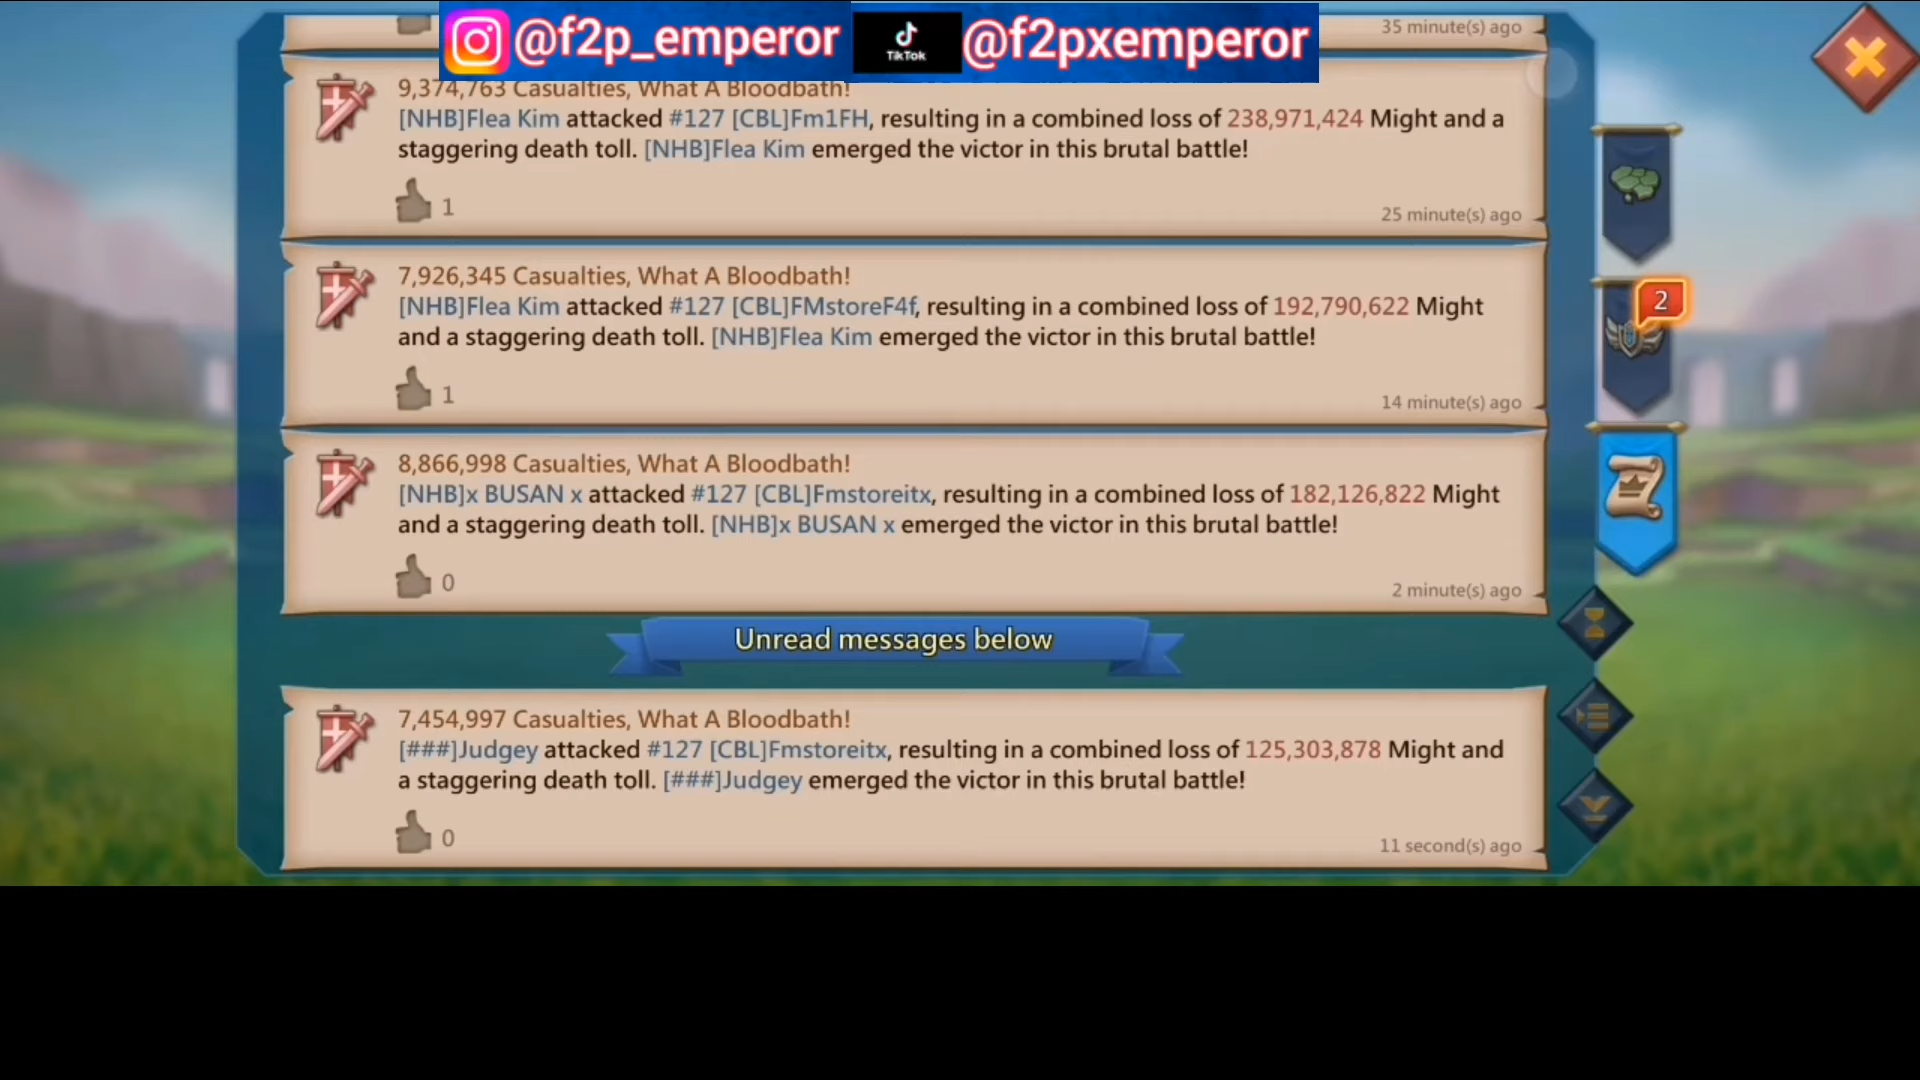 @f2p_emperor
TikTok
@f2pxemperor
35 minute(s) ago
9,374,763 Casualties, What A Bloodbath!
[NHB]Flea Kim attacked #127 [CBL]Fm1FH, resulting in a combined loss of 238,971,424 Might and a
staggering death toll. [NHB]Flea Kim emerged the victor in this brutal battle!
1
25 minute(s) ago
7,926,345 Casualties, What A Bloodbath!
[NHB]Flea Kim attacked #127 [CBL]FMstoreF4f, resulting in a combined loss of 192,790,622 Might
and a staggering death toll. [NHB]Flea Kim emerged the victor in this brutal battle!
1
14 minute(s) ago
2
8,866,998 Casualties, What A Bloodbath!
[NHB]x BUSAN x attacked #127 [CBL]Fmstoreitx, resulting in a combined loss of 182,126,822 Might
and a staggering death toll. [NHB]x BUSAN x emerged the victor in this brutal battle!
0
2 minute(s) ago
Unread messages below
7,454,997 Casualties, What A Bloodbath!
[###]Judgey attacked #127 [CBL]Fmstoreitx, resulting in a combined loss of 125,303,878 Might and
a staggering death toll. [###]Judgey emerged the victor in this brutal battle!
0
11 second(s) ago